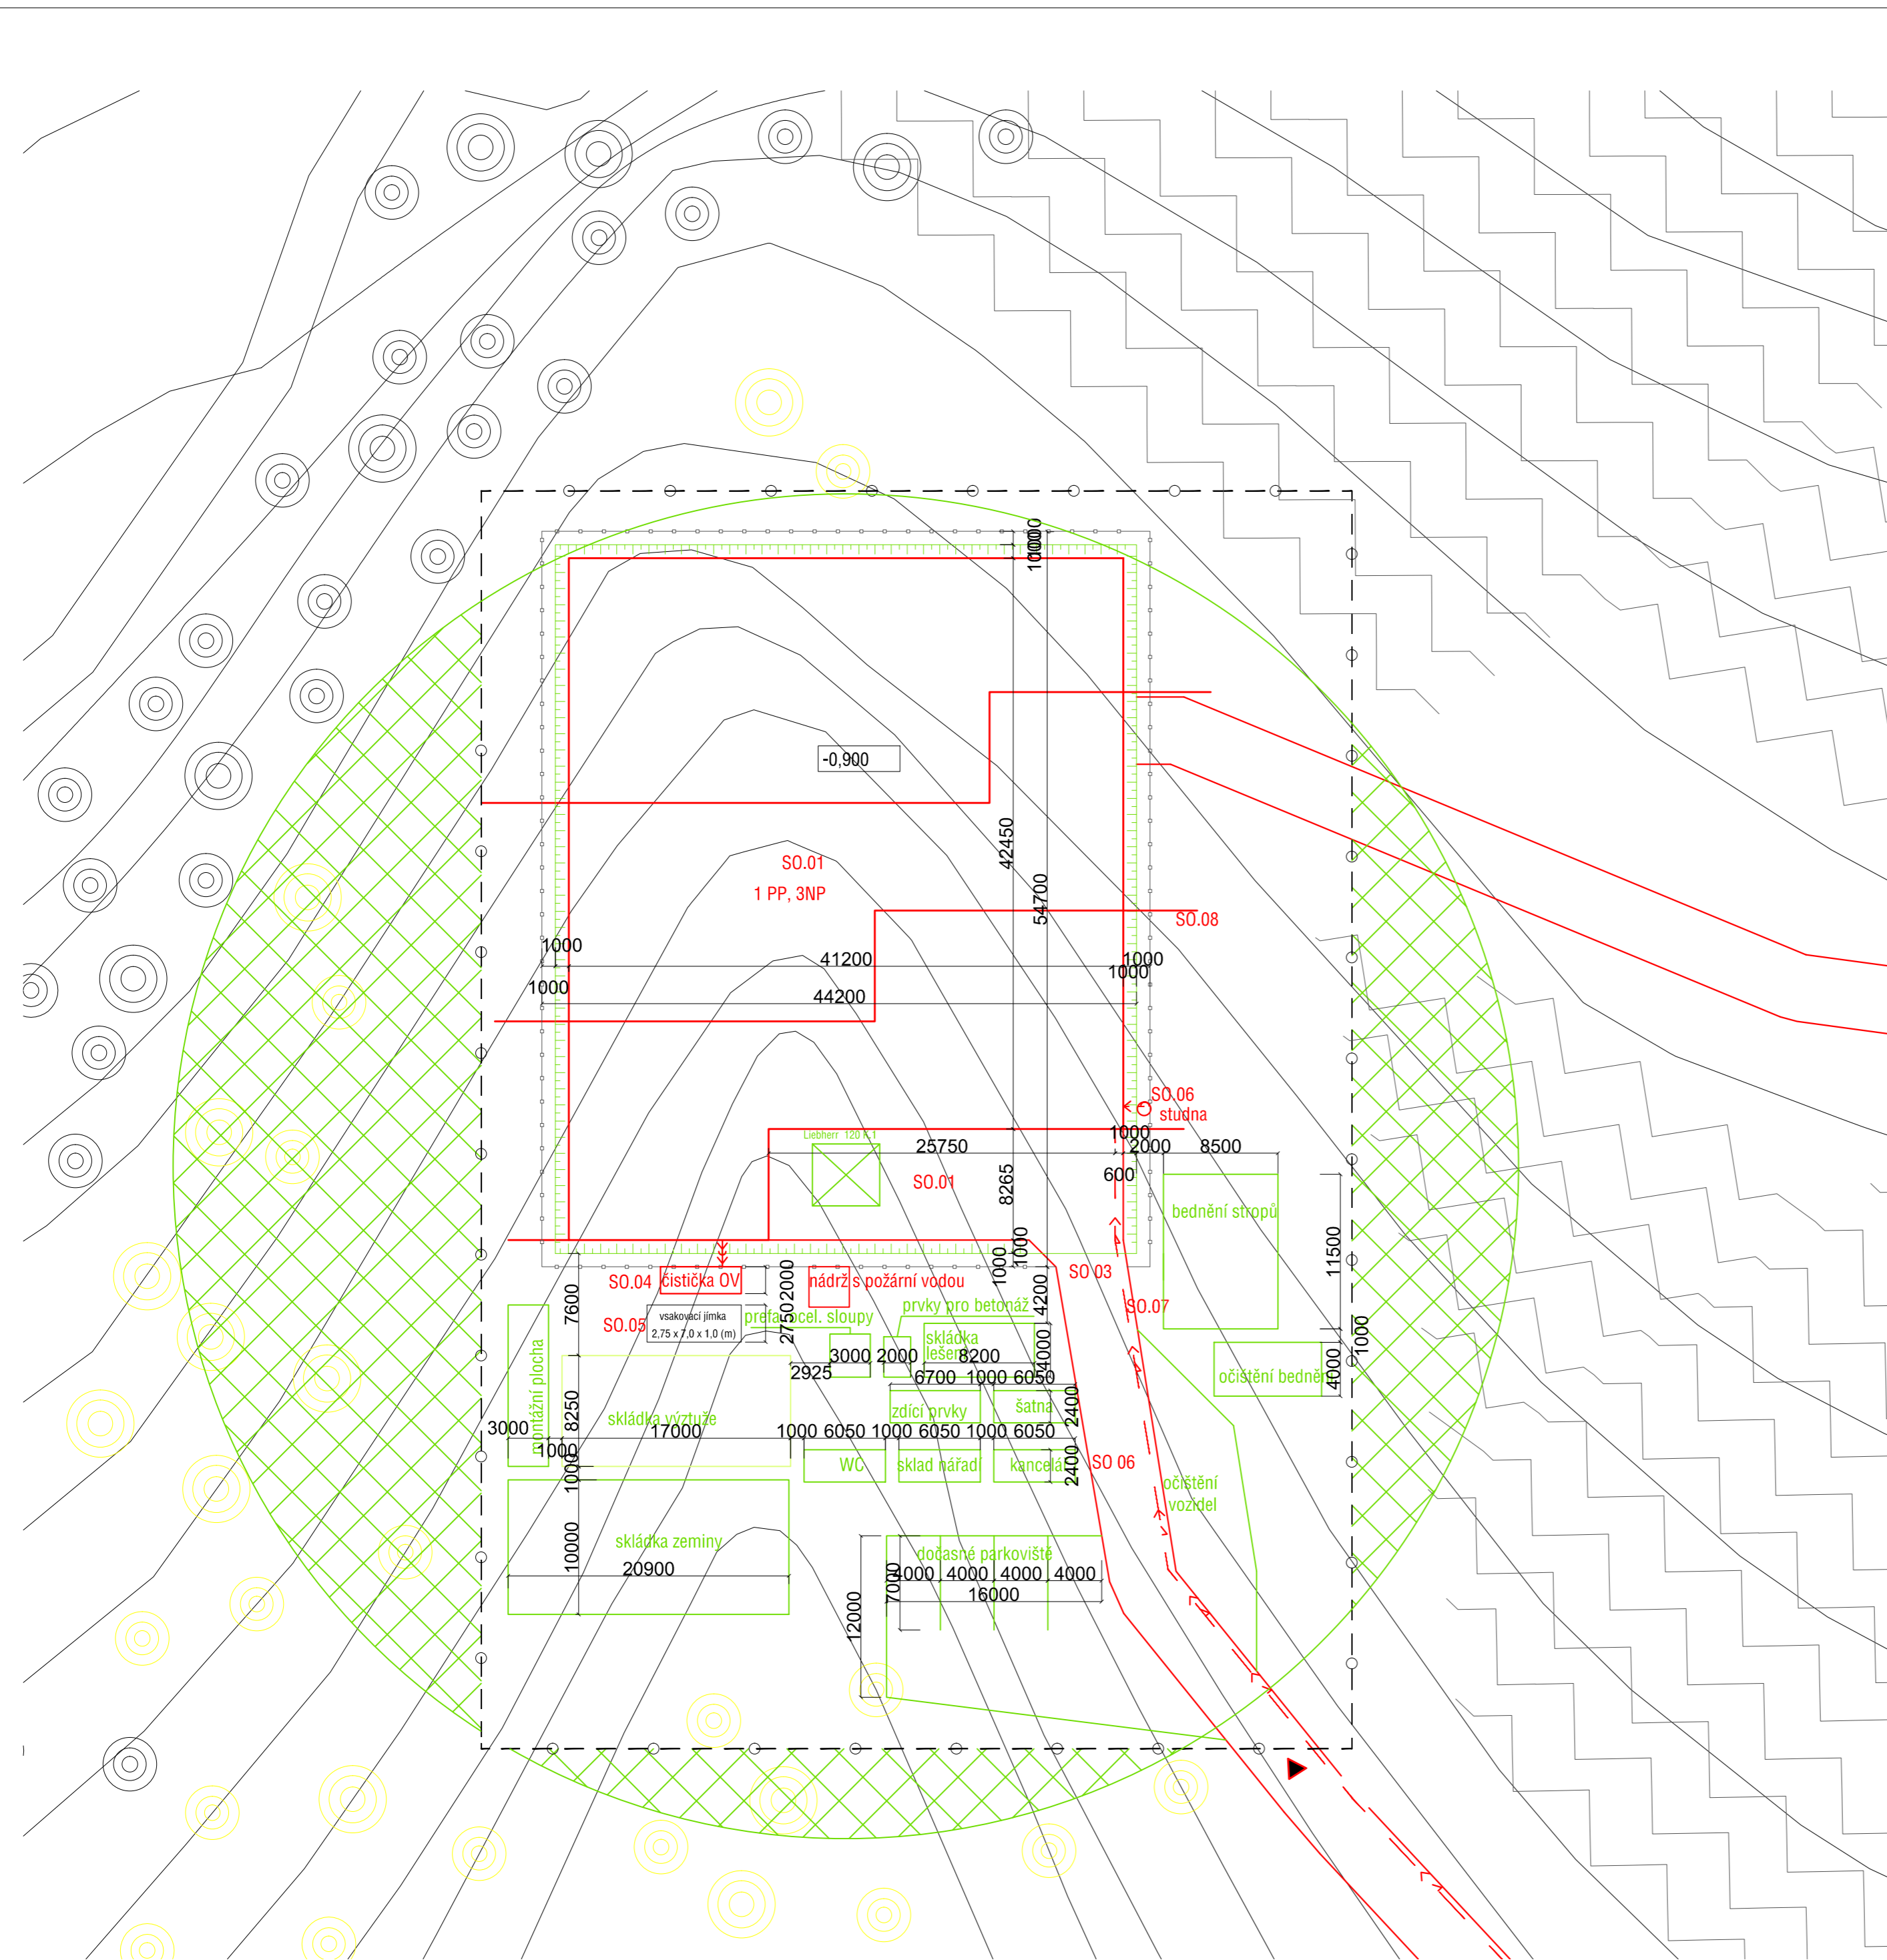 1000
1000
-0,900
42450
54700
SO.01
1 PP, 3NP
SO.08
1000
41200
1000
1000
1000
44200
SO.06
studna
Liebherr 120 K.1
25750
1000
2000
8500
600
SO.01
8265
bednění stropů
11500
1000
1000
SO 03
SO.04
čistička OV
2000
nádrž s požární vodou
4200
7600
SO.05
vsakovací jímka
2,75 x 7,0 x 1,0 (m)
2750
prefa. ocel. sloupy
prvky pro betonáž
SO.07
skládka
lešení
4000
1000
montážní plocha
3000
2000
8200
2925
6700
1000
6050
očištění bednění
4000
8250
skládka výztuže
zdící prvky
šatna
2400
3000
1000
17000
1000
6050
1000
6050
1000
6050
1000
WC
sklad nářadí
kancelář
2400
SO 06
očištění
vozidel
skládka zeminy
10000
20900
dočasné parkoviště
7000
4000
4000
4000
4000
16000
12000